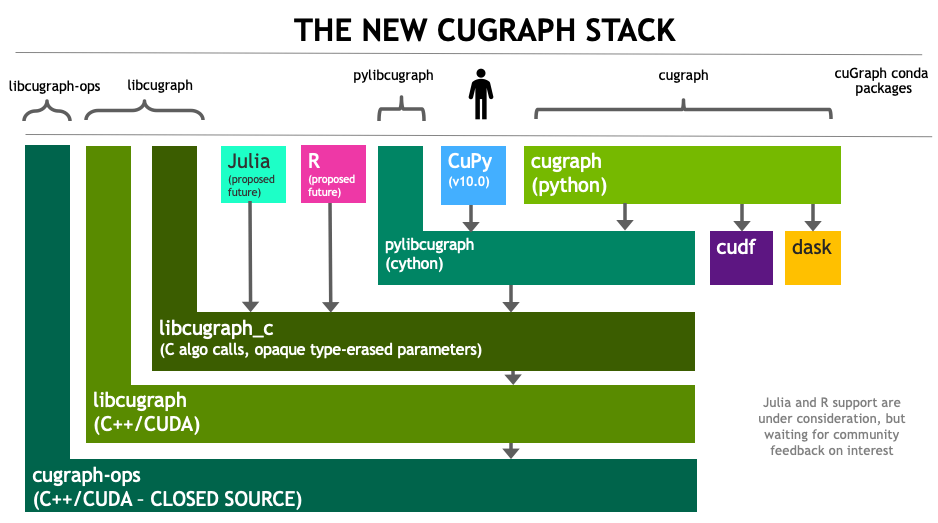 THE NEW CUGRAPH STACK
libcugraph-ops
libcugraph
pylibcugraph
cugraph
cuGraph conda
packages
Julia
(proposed
future)
R
(proposed
future)
CuPy
(v10.0)
cugraph
(python)
pylibcugraph
(cython)
cudf
dask
libcugraph_c
(C algo calls, opaque type-erased parameters)
libcugraph
(C++/CUDA)
Julia and R support are
under consideration, but
waiting for community
feedback on interest
cugraph-ops
(C++/CUDA – CLOSED SOURCE)